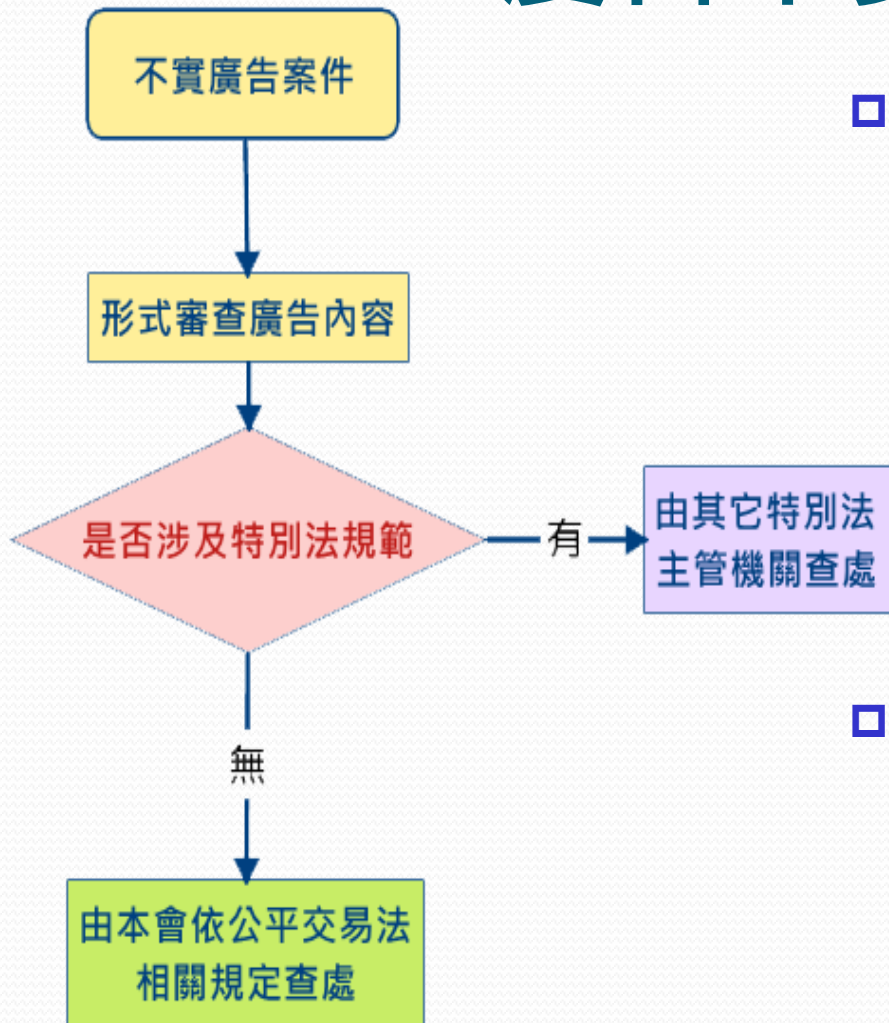 不實廣告案件
形式審查廣告內容
是否涉及特別法規範
有
由其它特別法
主管機關查處
無
由本會依公平交易法
相關規定查處